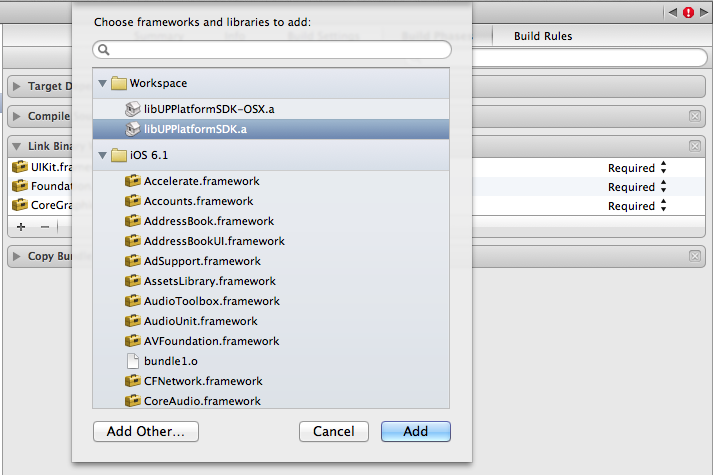 Choose frameworks and libraries to add:
Build Rules
Workspace
libUPPlatformSDK-OSX.a
libUPPlatformSDK.a
iOS 6.1
Accelerate.framework
Accounts.framework
AddressBook.framework
AddressBookUI.framework
AdSupport.framework
AssetsLibrary.framework
AudioToolbox.framework
AudioUnit.framework
AVFoundation.framework
bundle1.o
CFNetwork.framework
CoreAudio.framework
Target D
Compile
Link Binary
UIKit.fra
Required
Foundation
Required
CoreGra
Required
Copy Bu
Add Other...
Cancel
Add